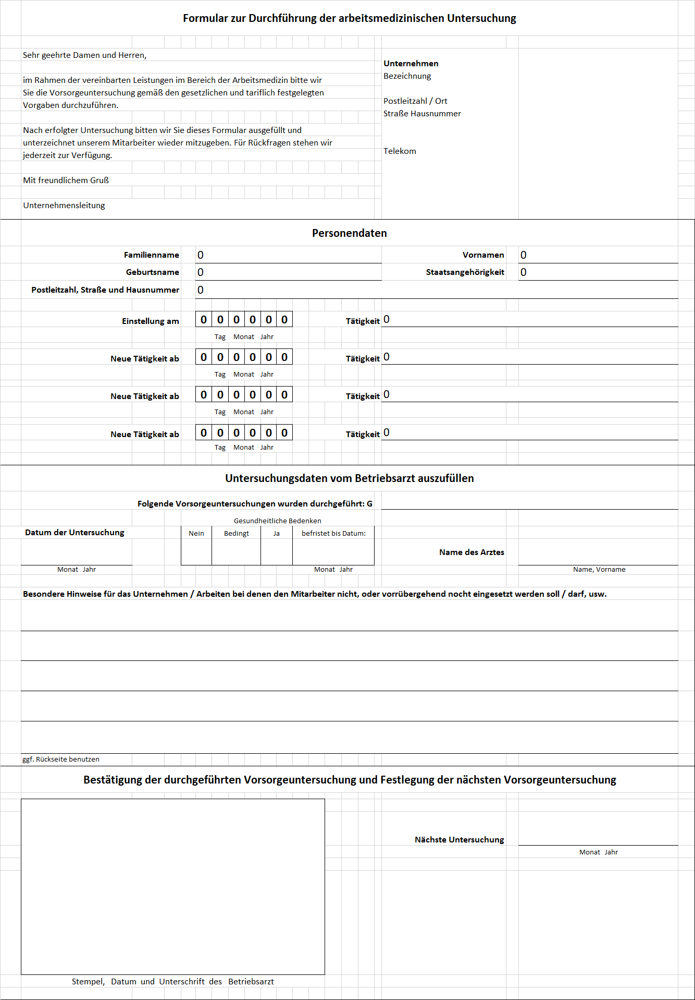 Formular zur Durchführung der arbeitsmedizinischen Untersuchung
Sehr geehrte Damen und Herren,
im Rahmen der vereinbarten Leistungen im Bereich der Arbeitsmedizin bitte wir
Sie die Vorsorgeuntersuchung gemäß den gesetzlichen und tariflich festgelegten
Vorgaben durchzuführen.
Nach erfolgter Untersuchung bitten wir Sie dieses Formular ausgefüllt und
unterzeichnet unserem Mitarbeiter wieder mitzugeben. Für Rückfragen stehen wir
jederzeit zur Verfügung.
Mit freundlichem Gruß
Unternehmensleitung
Unternehmen
Bezeichnung
Postleitzahl / Ort
Straße Hausnummer
Telekom
Personendaten
Familienname 0 Vornamen 0
Geburtsname 0 Staatsangehörigkeit 0
Postleitzahl, Straße und Hausnummer 0
Einstellung am 0 0 0 0 0 0 Tätigkeit 0
Tag Monat Jahr
Neue Tätigkeit ab 0 0 0 0 0 0 Tätigkeit 0
Tag Monat Jahr
Neue Tätigkeit ab 0 0 0 0 0 0 Tätigkeit 0
Tag Monat Jahr
Neue Tätigkeit ab 0 0 0 0 0 0 Tätigkeit 0
Tag Monat Jahr
Untersuchungsdaten vom Betriebsarzt auszufüllen
Folgende Vorsorgeuntersuchungen wurden durchgeführt: G
Gesundheitliche Bedenken
Datum der Untersuchung Nein Bedingt Ja befristet bis Datum:
Name des Arztes
Monat Jahr Monat Jahr Name, Vorname
Besondere Hinweise für das Unternehmen / Arbeiten bei denen den Mitarbeiter nicht, oder vorrübergehend nocht eingesetzt werden soll / darf, usw.
ggf. Rückseite benutzen
Bestätigung der durchgeführten Vorsorgeuntersuchung und Festlegung der nächsten Vorsorgeuntersuchung
Nächste Untersuchung
Monat Jahr
Stempel, Datum und Unterschrift des Betriebsarzt